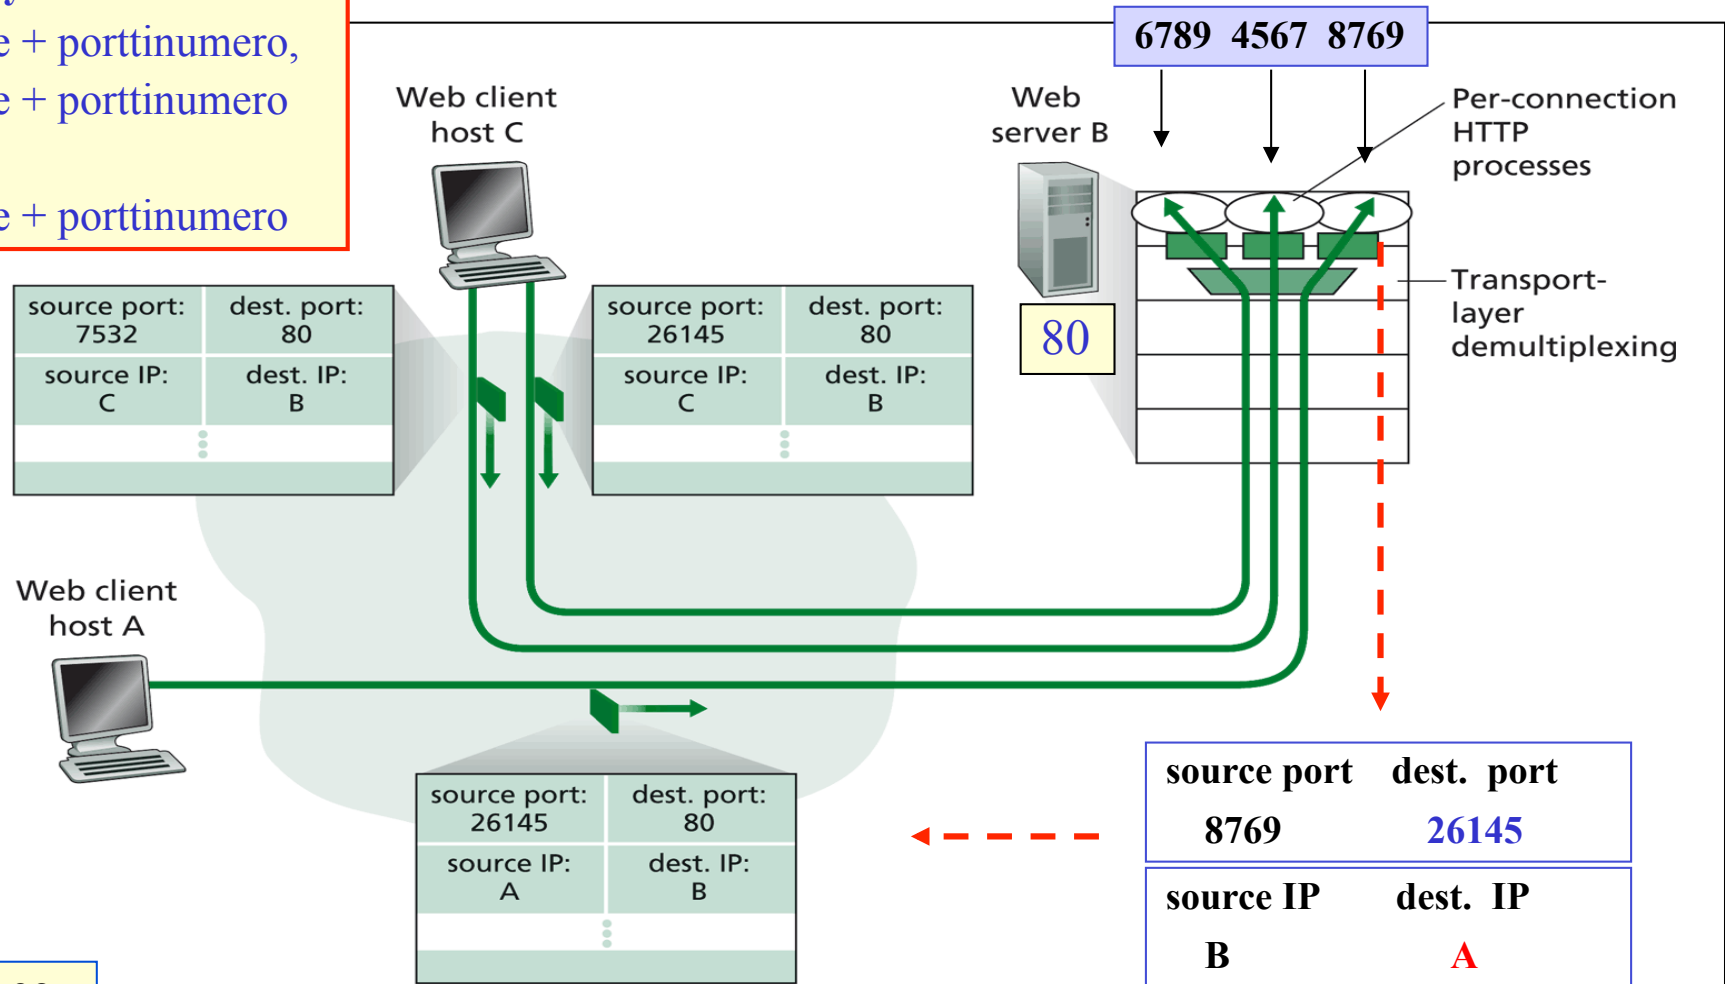 e + porttinumero,
e + porttinumero
e + porttinumero
6789 4567 8769
Web client
host C
Web
server B
Per-connection
HTTP
processes
Transport-
layer
demultiplexing
80
source port:
7532
dest. port:
80
source IP:
C
dest. IP:
B
source port:
26145
dest. port:
80
source IP:
C
dest. IP:
B
Web client
host A
source port:
26145
dest. port:
80
source IP:
A
dest. IP:
B
source port dest. port
8769 26145
source IP dest. IP
B A